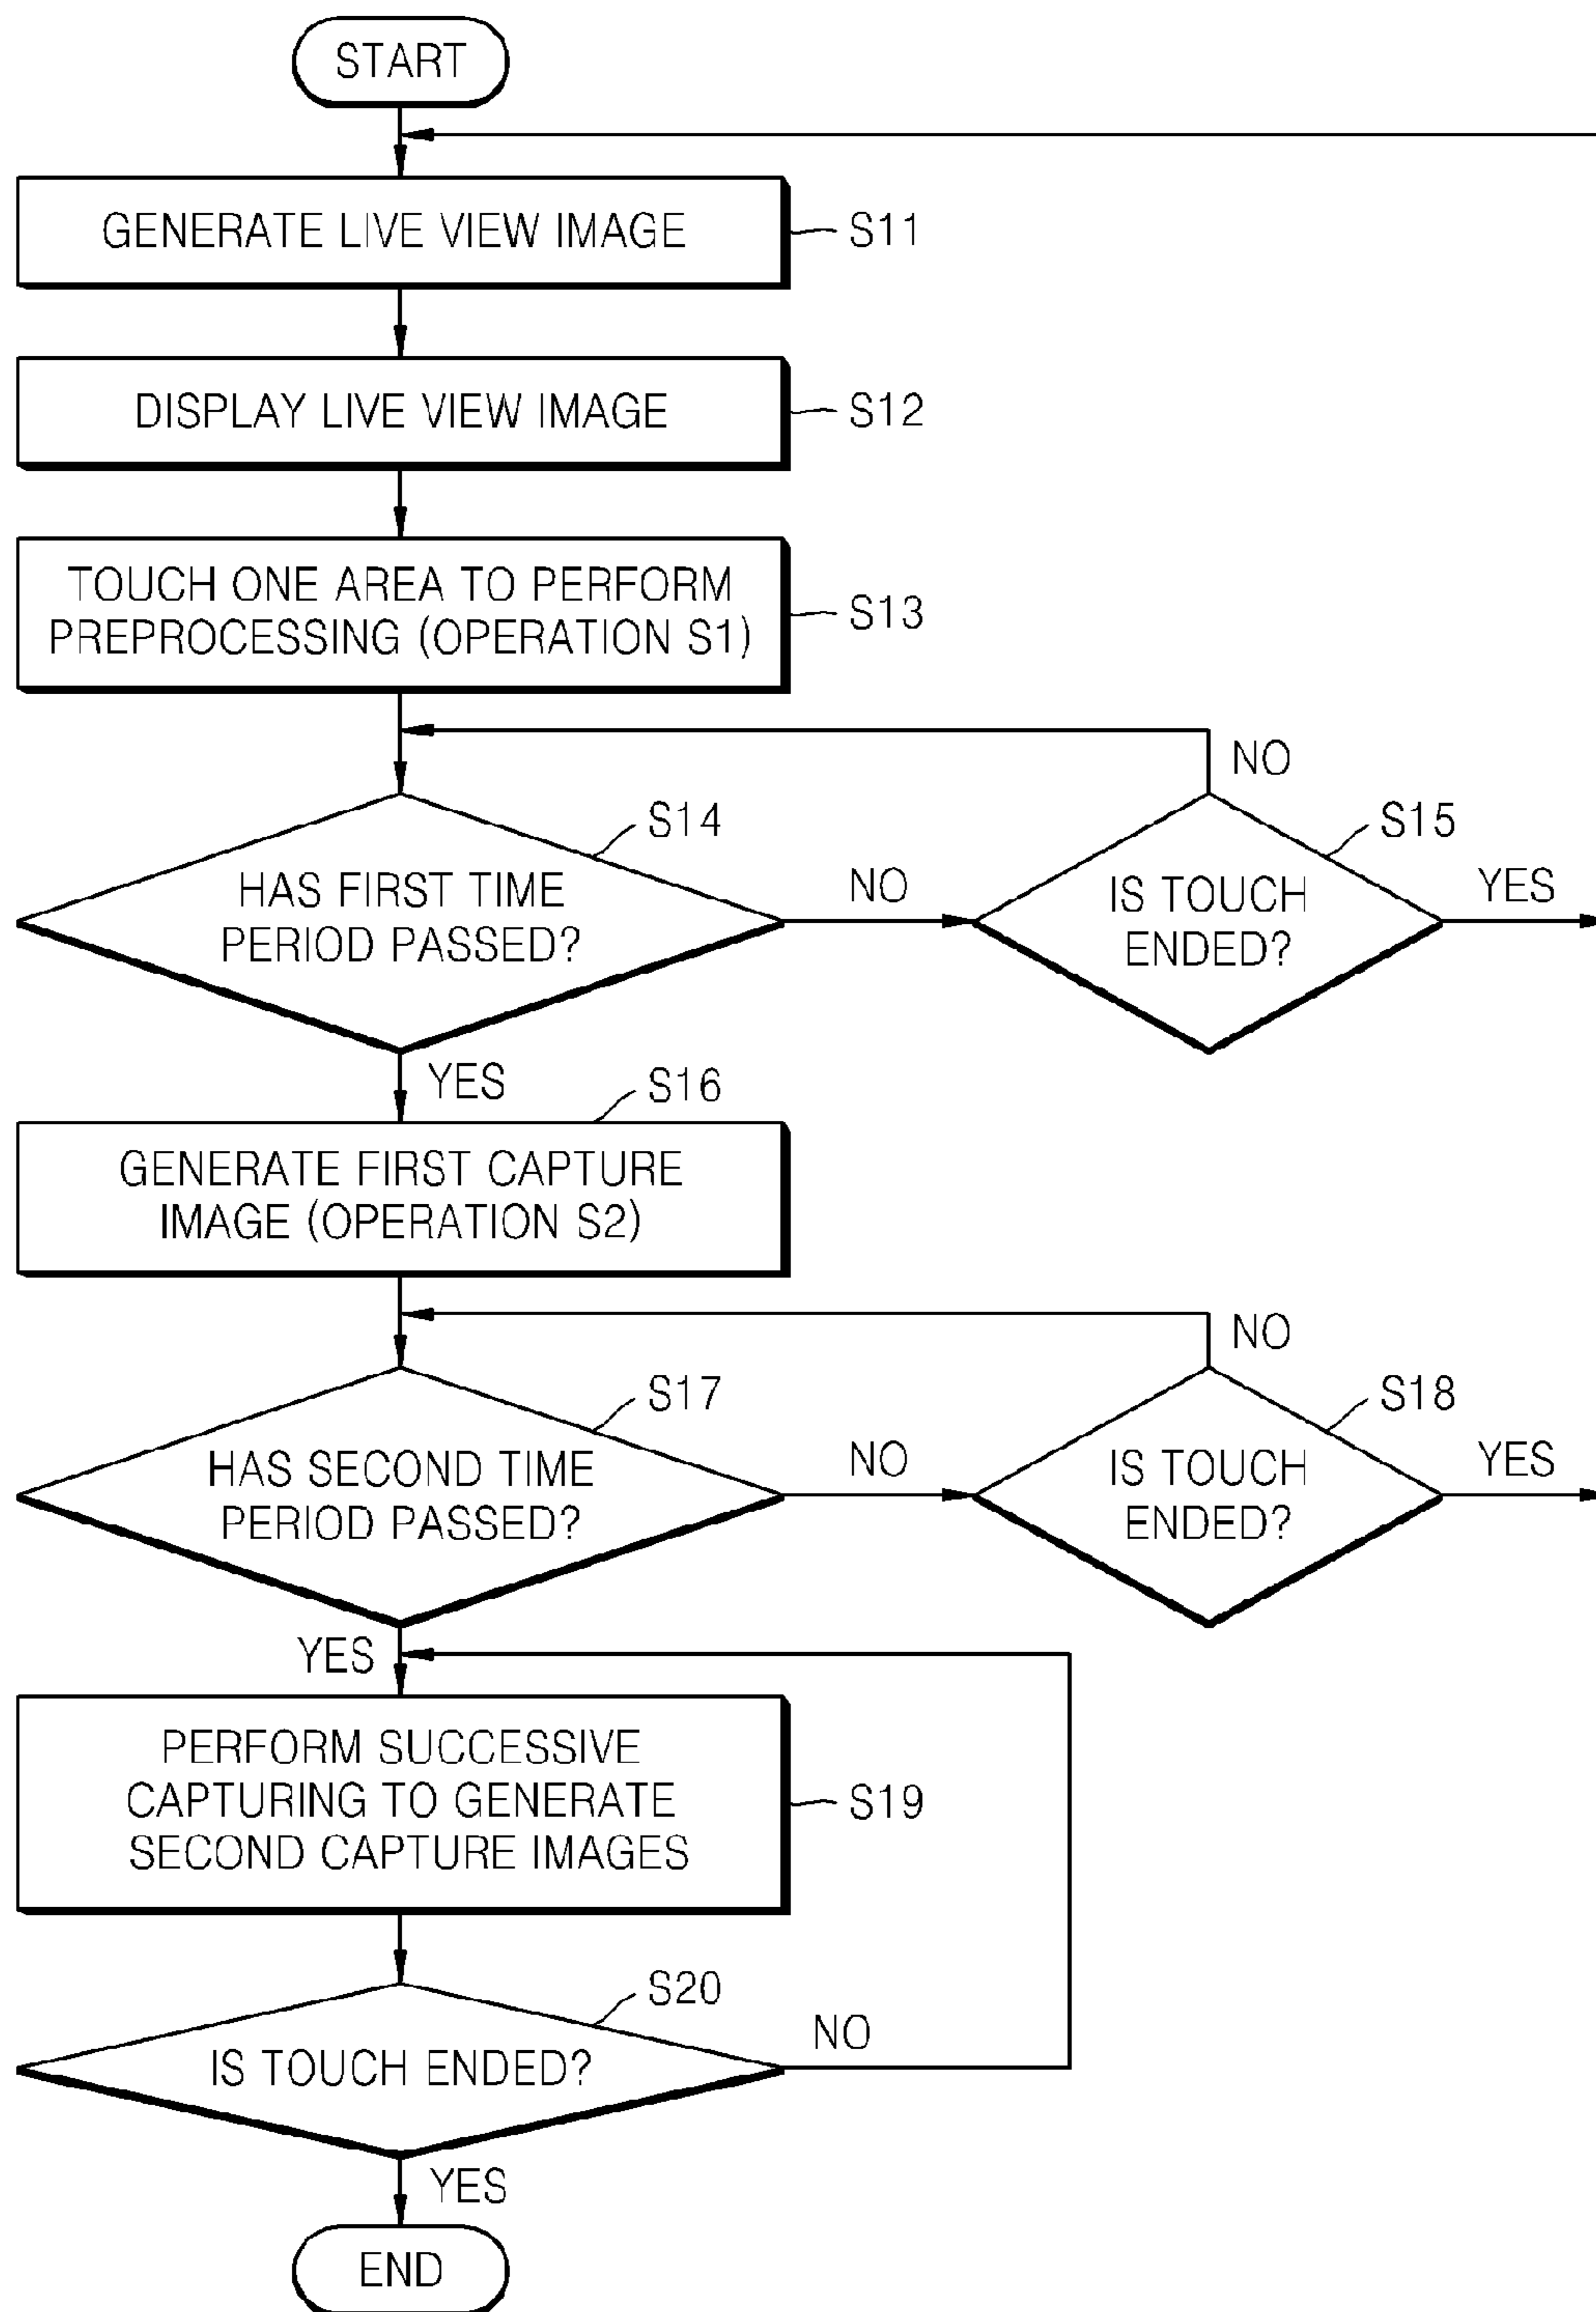 START
GENERATE LIVE VIEW IMAGE
S11
DISPLAY LIVE VIEW IMAGE
S12
TOUCH ONE AREA TO PERFORM
PREPROCESSING (OPERATION S1)
S13
NO
S14
S15
HAS FIRST TIME
PERIOD PASSED?
NO
IS TOUCH
ENDED?
YES
YES
S16
GENERATE FIRST CAPTURE
IMAGE (OPERATION S2)
NO
S17
S18
HAS SECOND TIME
PERIOD PASSED?
NO
IS TOUCH
ENDED?
YES
YES
PERFORM SUCCESSIVE
CAPTURING TO GENERATE
SECOND CAPTURE IMAGES
S19
S20
IS TOUCH ENDED?
NO
YES
END